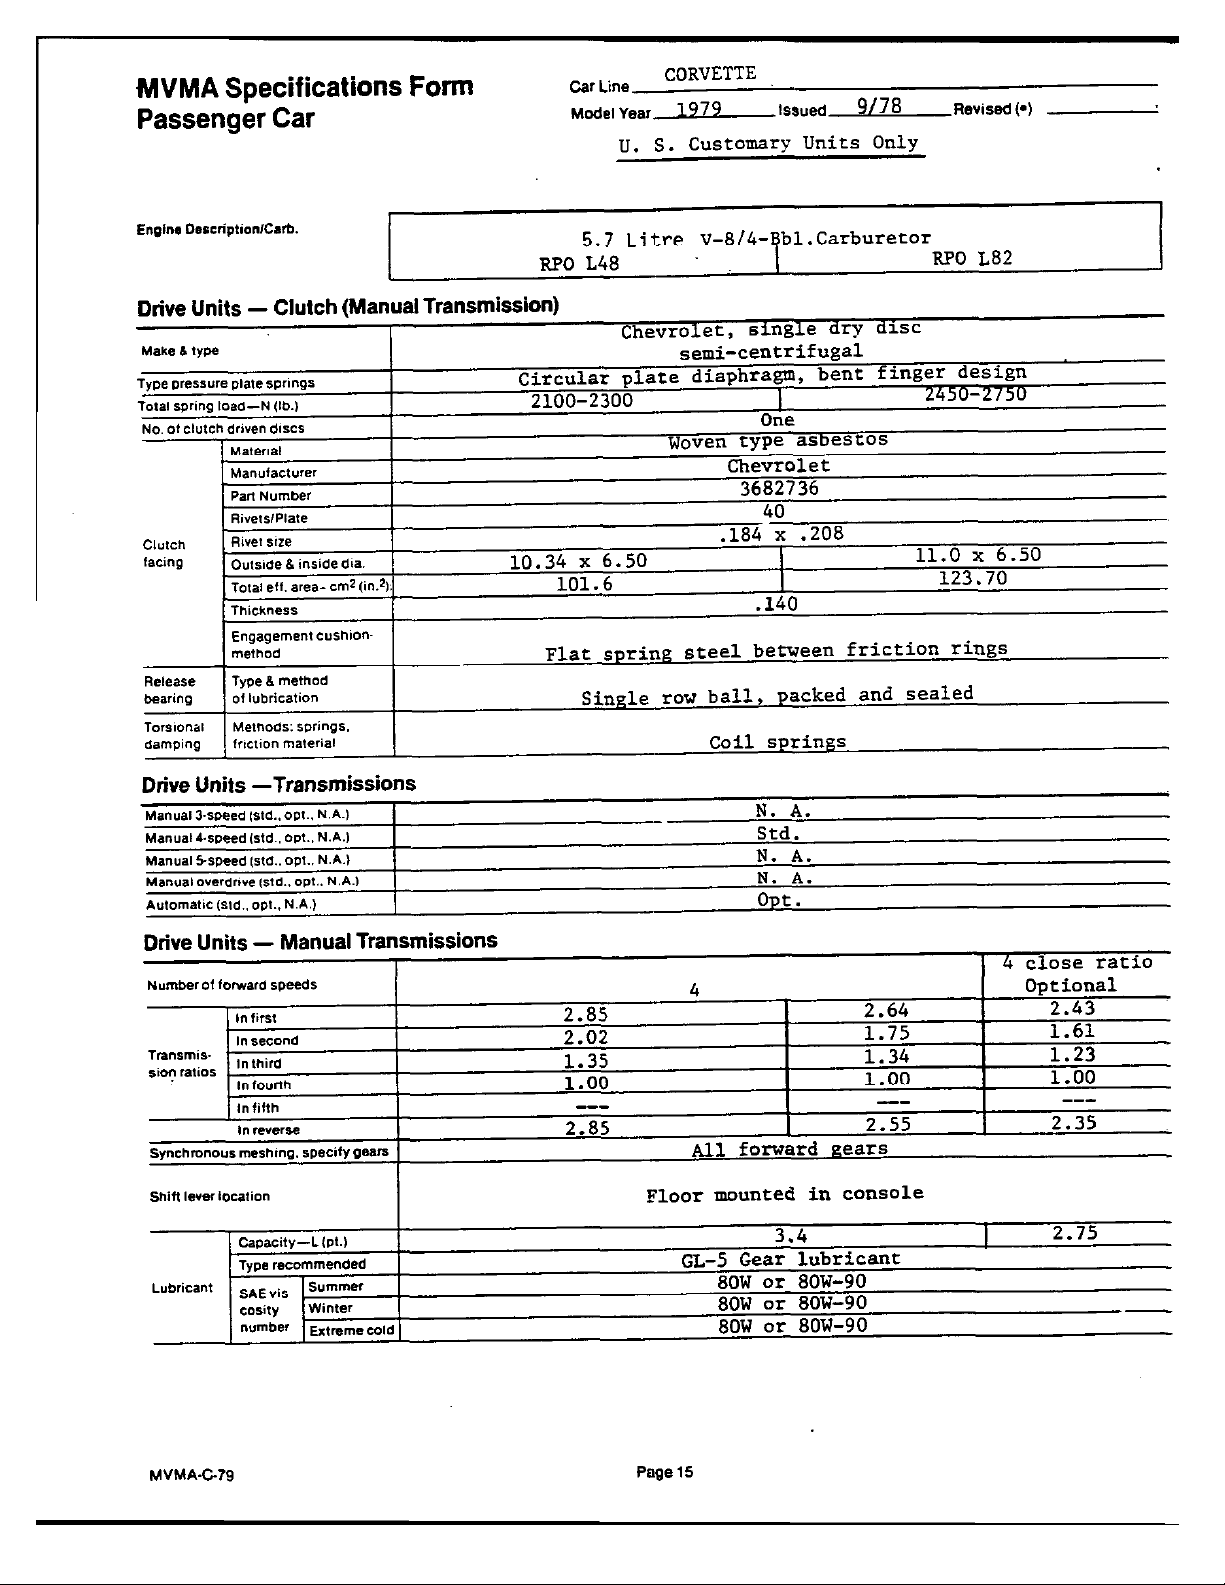 MVMA Specifications Form
Passenger Car
Car Line CORVETTE
Model Year 1979 Issued 9/78 Revised (•)
U. S. Customary Units Only
Engine Description/Carb.
5.7 Litre V-8/4-Bbl.Carburetor
RPO L48 RPO L82
Drive Units — Clutch (Manual Transmission)
Make & type Chevrolet, single dry disc
semi-centrifugal
Type pressure plate springs Circular plate diaphragm, bent finger design
Total spring load—N (lb.) 2100-2300 2450-2750
No. of clutch driven discs One
Clutch facing
Material Woven type asbestos
Manufacturer Chevrolet
Part Number 3682736
Rivets/Plate 40
Rivet size .184 x .208
Outside & inside dia. 10.34 x 6.50 11.0 x 6.50
Total eff. area- cm² (in.²) 101.6 123.70
Thickness .140
Engagement cushion-
method Flat spring steel between friction rings
Release bearing
Type & method
of lubrication Single row ball, packed and sealed
Torsional damping
Methods: springs,
friction material Coil springs
Drive Units —Transmissions
Manual 3-speed (std., opt., N.A.) N. A.
Manual 4-speed (std., opt., N.A.) Std.
Manual 5-speed (std., opt., N.A.) N. A.
Manual overdrive (std., opt., N.A.) N. A.
Automatic (std., opt., N.A.) Opt.
Drive Units — Manual Transmissions
Number of forward speeds 4 4 close ratio
Optional
Transmis-
sion ratios
In first 2.85 2.64 2.43
In second 2.02 1.75 1.61
In third 1.35 1.34 1.23
In fourth 1.00 1.00 1.00
In fifth --- --- ---
In reverse 2.85 2.55 2.35
Synchronous meshing, specify gears All forward gears
Shift lever location Floor mounted in console
Lubricant
Capacity—L (pt.) 3.4 2.75
Type recommended GL-5 Gear lubricant
SAE vis
cosity
number
Summer 80W or 80W-90
Winter 80W or 80W-90
Extreme cold 80W or 80W-90
MVMA-C-79 Page 15